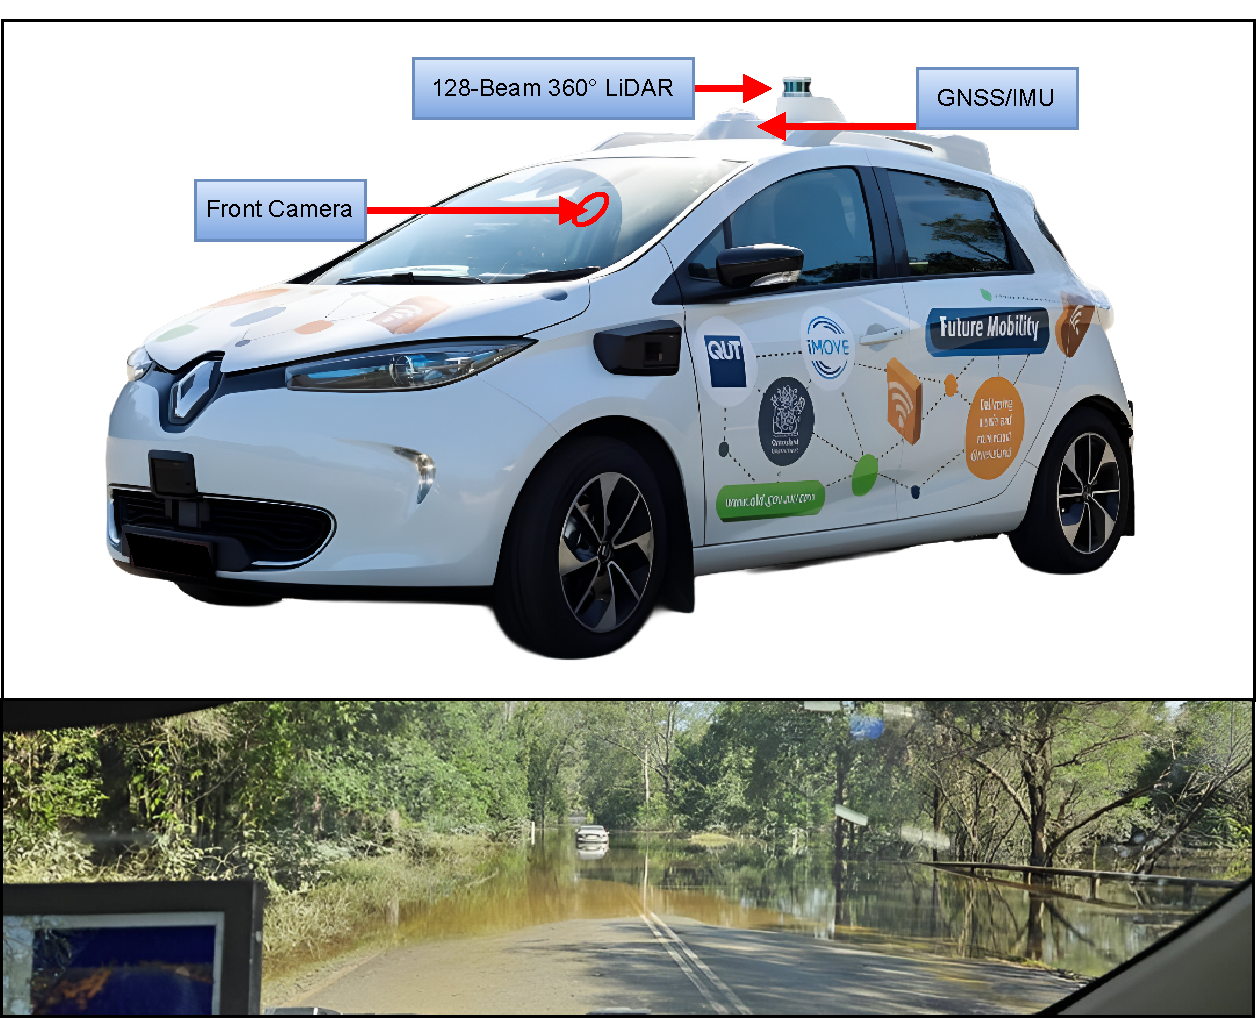 128-Beam 360° LiDAR
GNSS/IMU
Front Camera
QUT
iMOVE
Future Mobility